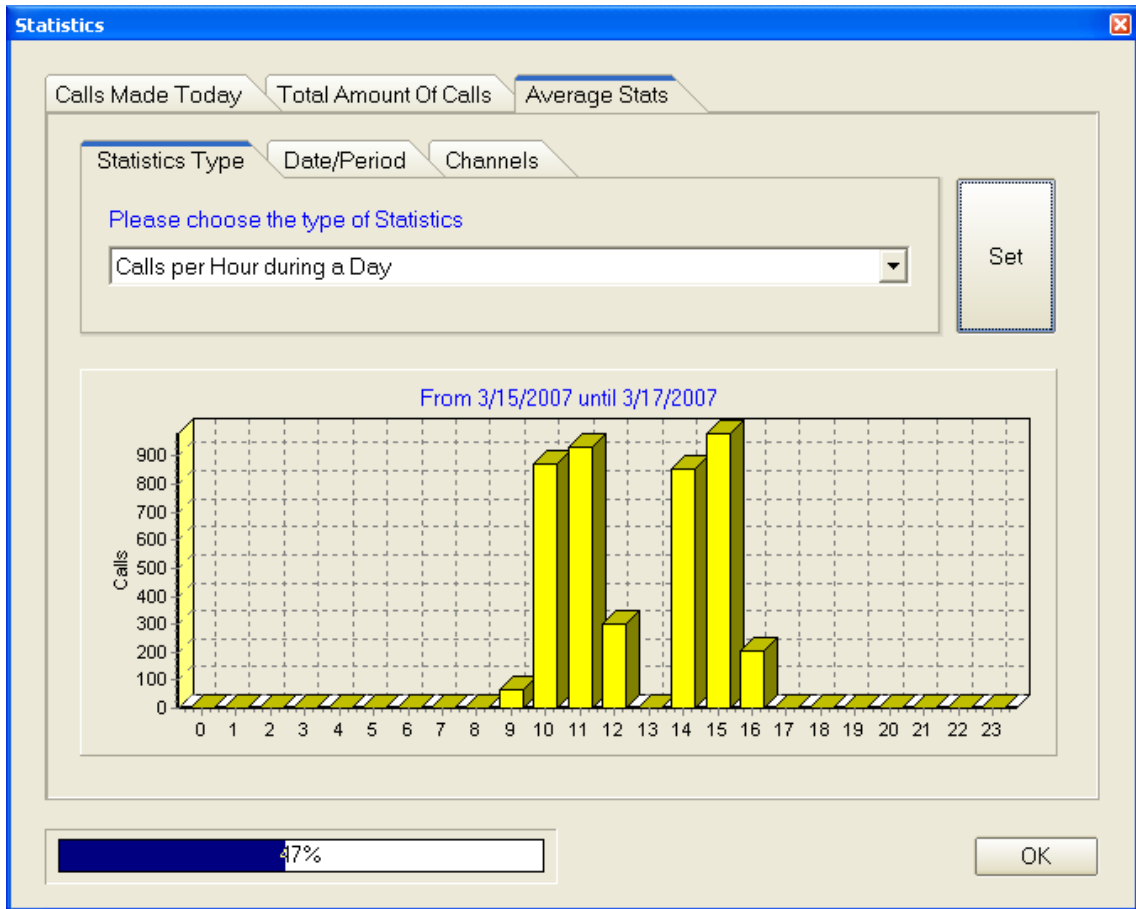 Statistics
Calls Made Today Total Amount Of Calls Average Stats
Statistics Type Date/Period Channels
Please choose the type of Statistics
Calls per Hour during a Day
Set
From 3/15/2007 until 3/17/2007
900
800
700
600
500
400
300
200
100
0
Calls
0 1 2 3 4 5 6 7 8 9 10 11 12 13 14 15 16 17 18 19 20 21 22 23
47%
OK